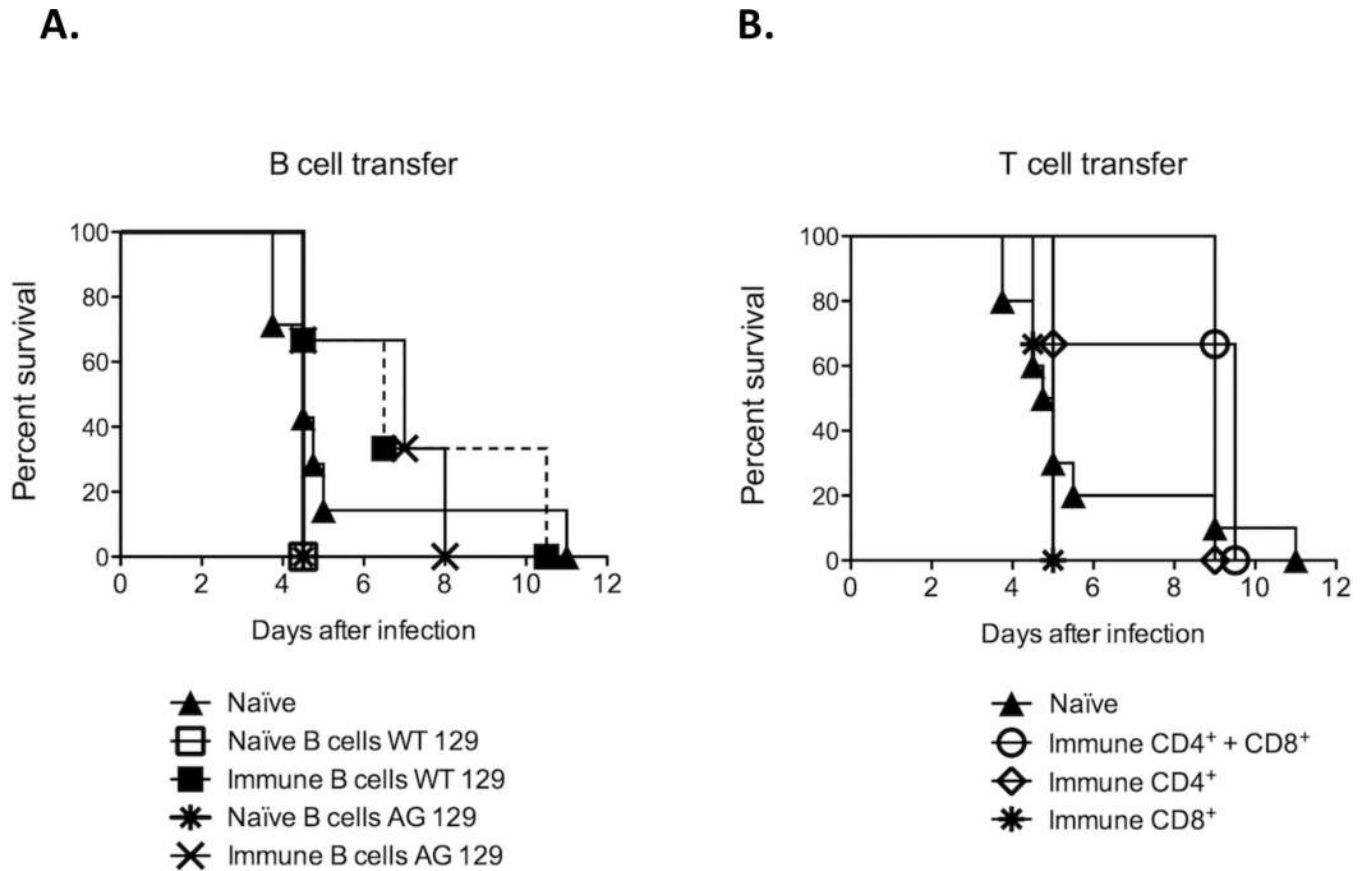 A.
B cell transfer
Percent survival
100
80
60
40
20
0
0 2 4 6 8 10 12
Days after infection
Naïve
Naïve B cells WT 129
Immune B cells WT 129
Naïve B cells AG 129
Immune B cells AG 129
B.
T cell transfer
Percent survival
100
80
60
40
20
0
0 2 4 6 8 10 12
Days after infection
Naïve
Immune CD4⁺ + CD8⁺
Immune CD4⁺
Immune CD8⁺